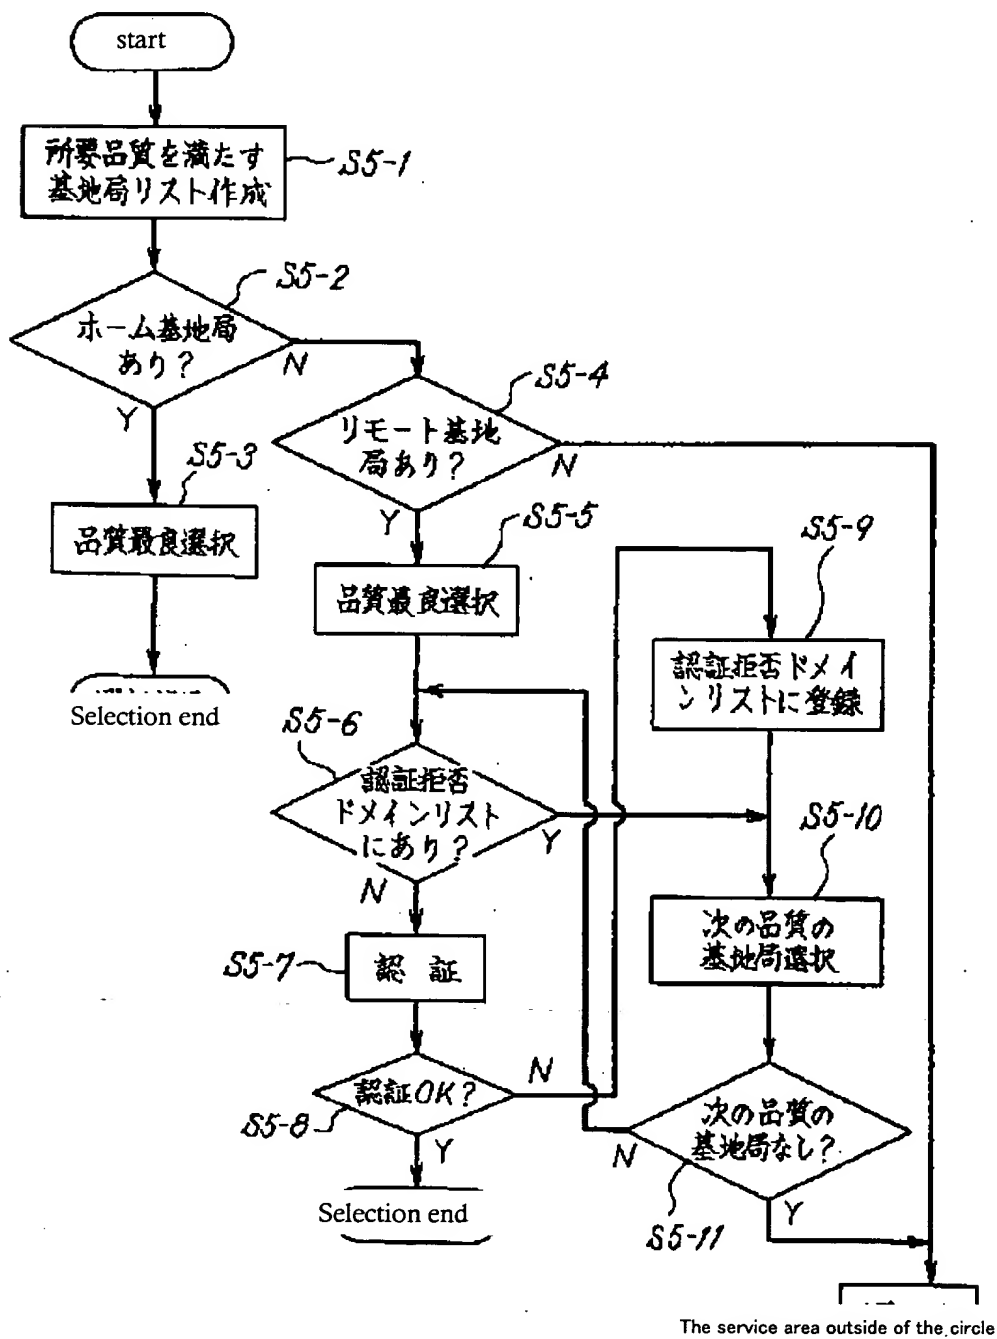 start
所要品質を満たす
基地局リスト作成
S5-1
S5-2
ホーム基地局
あり?
N
Y
S5-4
リモート基地
局あり?
N
Y
S5-3
品質最良選択
S5-5
品質最良選択
S5-9
認証拒否ドメイ
ンリストに登録
Selection end
S5-6
認証拒否
ドメインリスト
にあり?
Y
N
S5-10
次の品質の
基地局選択
S5-7
認証
認証OK?
N
S5-8
Y
次の品質の
基地局なし?
N
Y
S5-11
Selection end
The service area outside of the circle